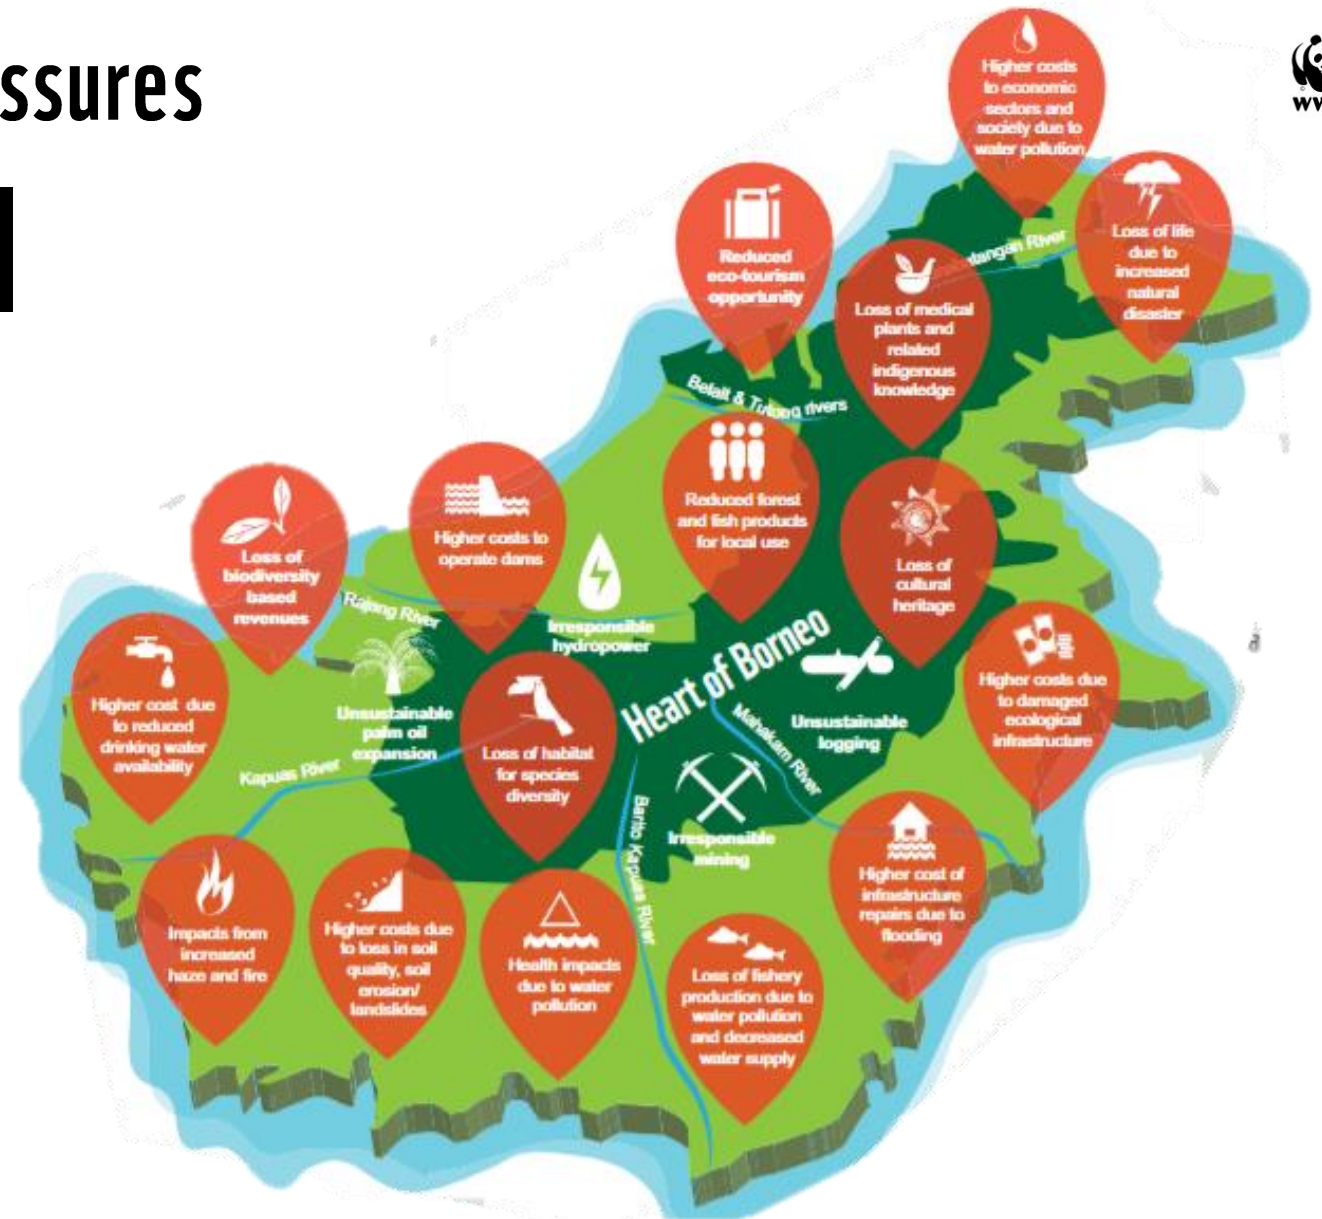 ssures
WW
Higher costs
to economic
sectors and
society due to
water pollution
Loss of life
due to
increased
natural
disaster
Reduced
eco-tourism
opportunity
tangan River
Loss of medical
plants and
related
indigenous
knowledge
Belait & Tutong rivers
Reduced forest
and fish products
for local use
Loss of
cultural
heritage
Higher costs to
operate dams
Loss of
biodiversity
based
revenues
Rajang River
Irresponsible
hydropower
Higher cost due
to reduced
drinking water
availability
Unsustainable
palm oil
expansion
Kapuas River
Loss of habitat
for species
diversity
Heart of Borneo
Mahakam River
Unsustainable
logging
Higher costs due
to damaged
ecological
infrastructure
Irresponsible
mining
Barito Kapuas River
Higher cost of
infrastructure
repairs due to
flooding
Impacts from
increased
haze and fire
Higher costs due
to loss in soil
quality, soil
erosion/
landslides
Health impacts
due to water
pollution
Loss of fishery
production due to
water pollution
and decreased
water supply